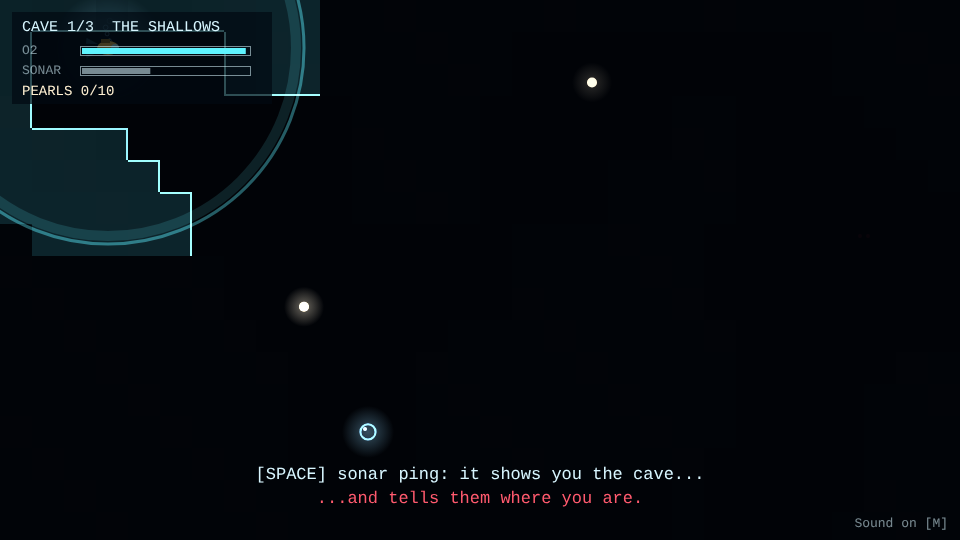 CAVE 1/3  THE SHALLOWS
O2
SONAR
PEARLS 0/10
[SPACE] sonar ping: it shows you the cave...
...and tells them where you are.
Sound on [M]